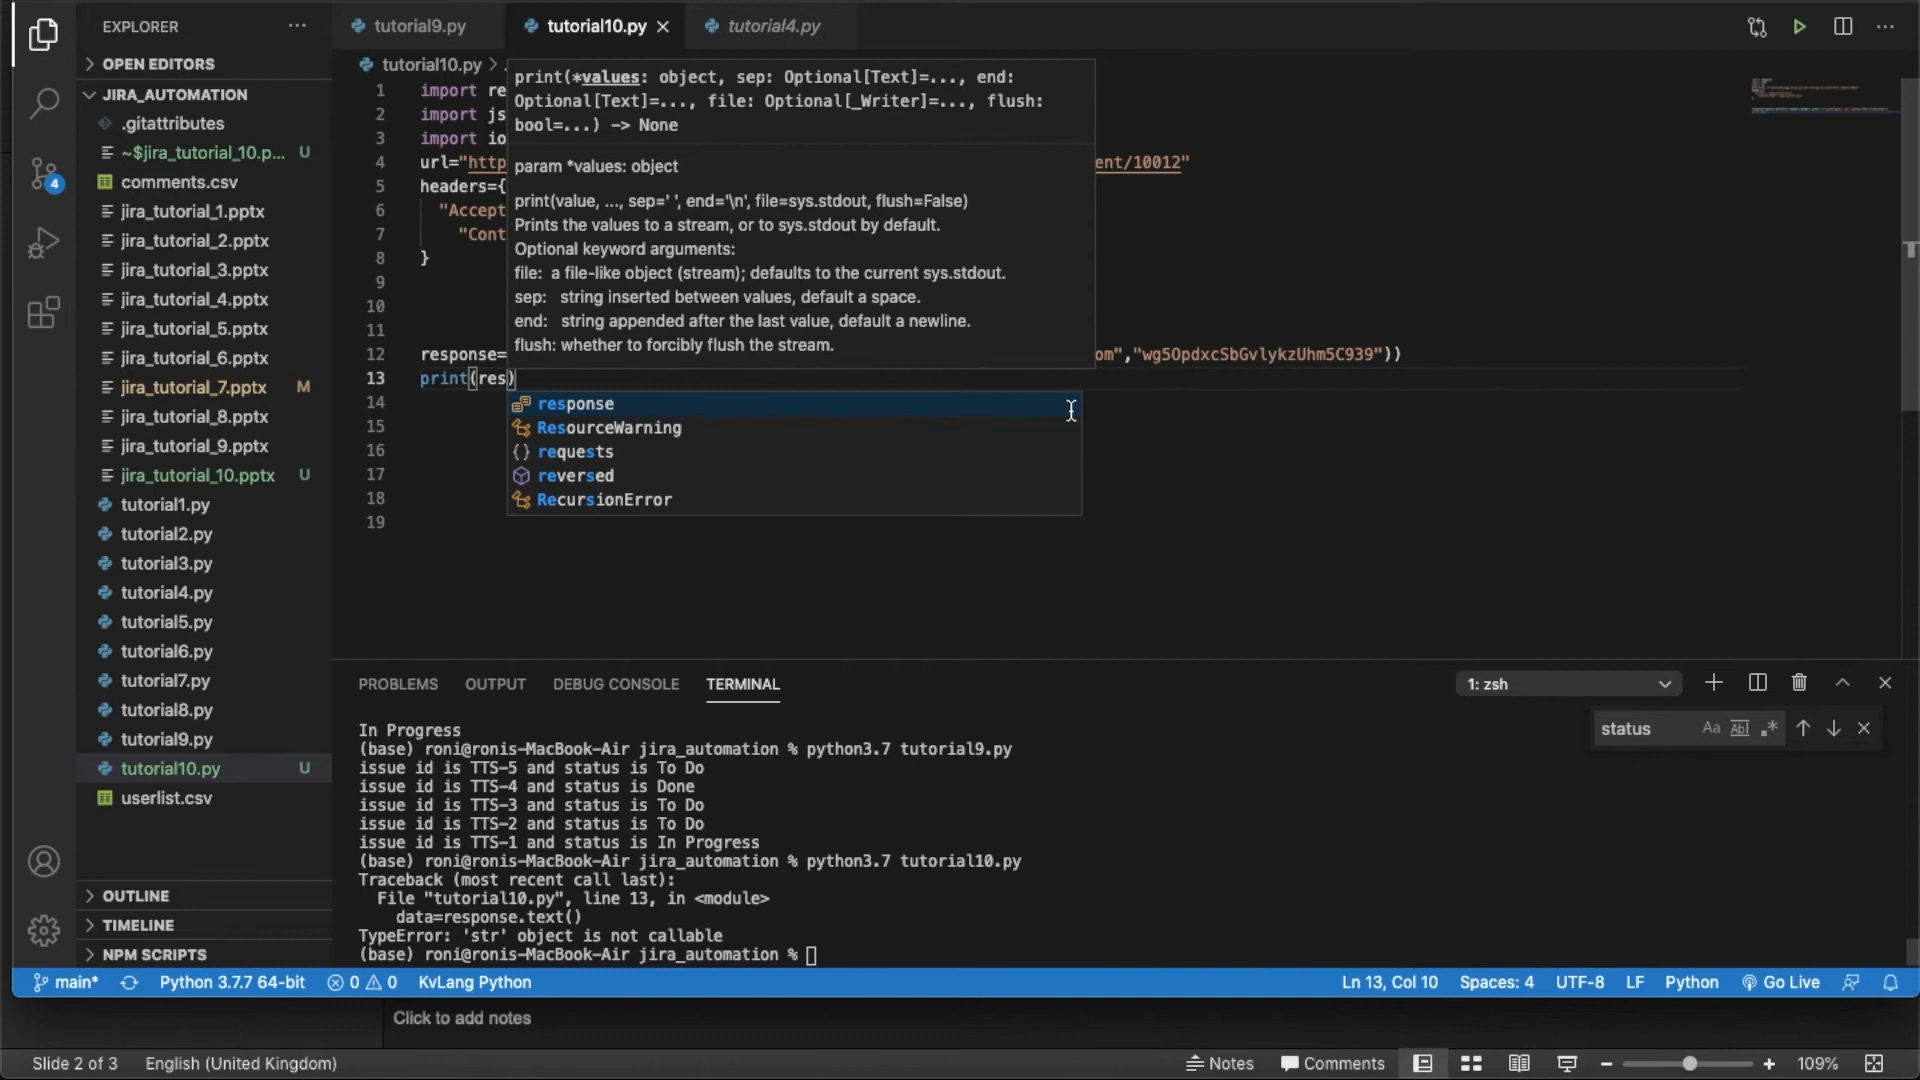 EXPLORER
tutorial9.py
tutorial10.py
tutorial4.py
OPEN EDITORS
JIRA_AUTOMATION
.gitattributes
~$jira_tutorial_10.p... U
comments.csv
jira_tutorial_1.pptx
jira_tutorial_2.pptx
jira_tutorial_3.pptx
jira_tutorial_4.pptx
jira_tutorial_5.pptx
jira_tutorial_6.pptx
jira_tutorial_7.pptx M
jira_tutorial_8.pptx
jira_tutorial_9.pptx
jira_tutorial_10.pptx U
tutorial1.py
tutorial2.py
tutorial3.py
tutorial4.py
tutorial5.py
tutorial6.py
tutorial7.py
tutorial8.py
tutorial9.py
tutorial10.py U
userlist.csv
OUTLINE
TIMELINE
NPM SCRIPTS
4
tutorial10.py > .
1 import re
2 import js
3 import io
4 url="http ent/10012"
5 headers={
6 "Accept
7 "Cont
8 }
9
10
11
12 response= om","wg5OpdxcSbGvlykzUhm5C939"))
13 print(res)
14
15
16
17
18
19
print(*values: object, sep: Optional[Text]=..., end:
Optional[Text]=..., file: Optional[_Writer]=..., flush:
bool=...) -> None
param *values: object
print(value, ..., sep=' ', end='\n', file=sys.stdout, flush=False)
Prints the values to a stream, or to sys.stdout by default.
Optional keyword arguments:
file: a file-like object (stream); defaults to the current sys.stdout.
sep: string inserted between values, default a space.
end: string appended after the last value, default a newline.
flush: whether to forcibly flush the stream.
response
ResourceWarning
requests
reversed
RecursionError
PROBLEMS OUTPUT DEBUG CONSOLE TERMINAL
1: zsh
status Aa Abl .*
In Progress
(base) roni@ronis-MacBook-Air jira_automation % python3.7 tutorial9.py
issue id is TTS-5 and status is To Do
issue id is TTS-4 and status is Done
issue id is TTS-3 and status is To Do
issue id is TTS-2 and status is To Do
issue id is TTS-1 and status is In Progress
(base) roni@ronis-MacBook-Air jira_automation % python3.7 tutorial10.py
Traceback (most recent call last):
File "tutorial10.py", line 13, in <module>
data=response.text()
TypeError: 'str' object is not callable
(base) roni@ronis-MacBook-Air jira_automation %
main* Python 3.7.7 64-bit 0 0 KvLang Python Ln 13, Col 10 Spaces: 4 UTF-8 LF Python Go Live
Click to add notes
Slide 2 of 3 English (United Kingdom) Notes Comments 109%